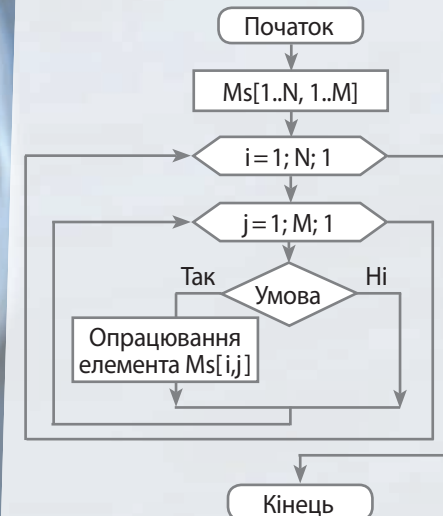 Початок
Ms[1..N, 1..M]
i = 1; N; 1
j = 1; M; 1
Так
Умова
Ні
Опрацювання
елемента Ms[i,j]
Кінець